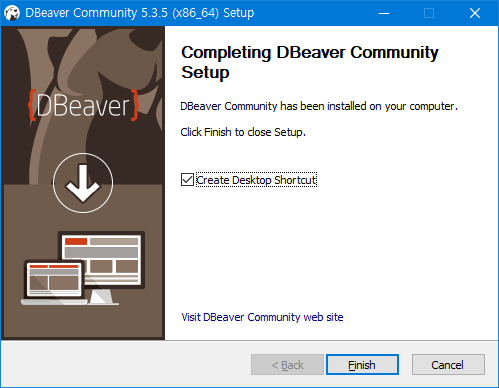 DBeaver Community 5.3.5 (x86_64) Setup
{DBeaver}
Completing DBeaver Community
Setup
DBeaver Community has been installed on your computer.
Click Finish to close Setup.
Create Desktop Shortcut
Visit DBeaver Community web site
< Back
Finish
Cancel